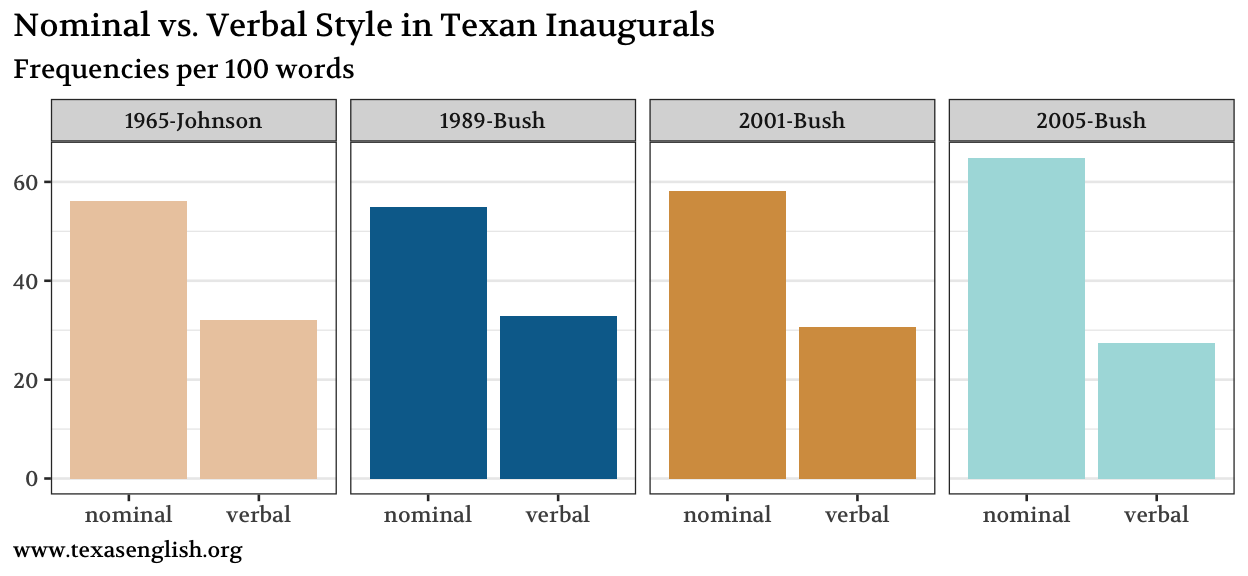 Nominal vs. Verbal Style in Texan Inaugurals
Frequencies per 100 words
1965-Johnson 1989-Bush 2001-Bush 2005-Bush
60
40
20
0
nominal verbal nominal verbal nominal verbal nominal verbal
www.texasenglish.org